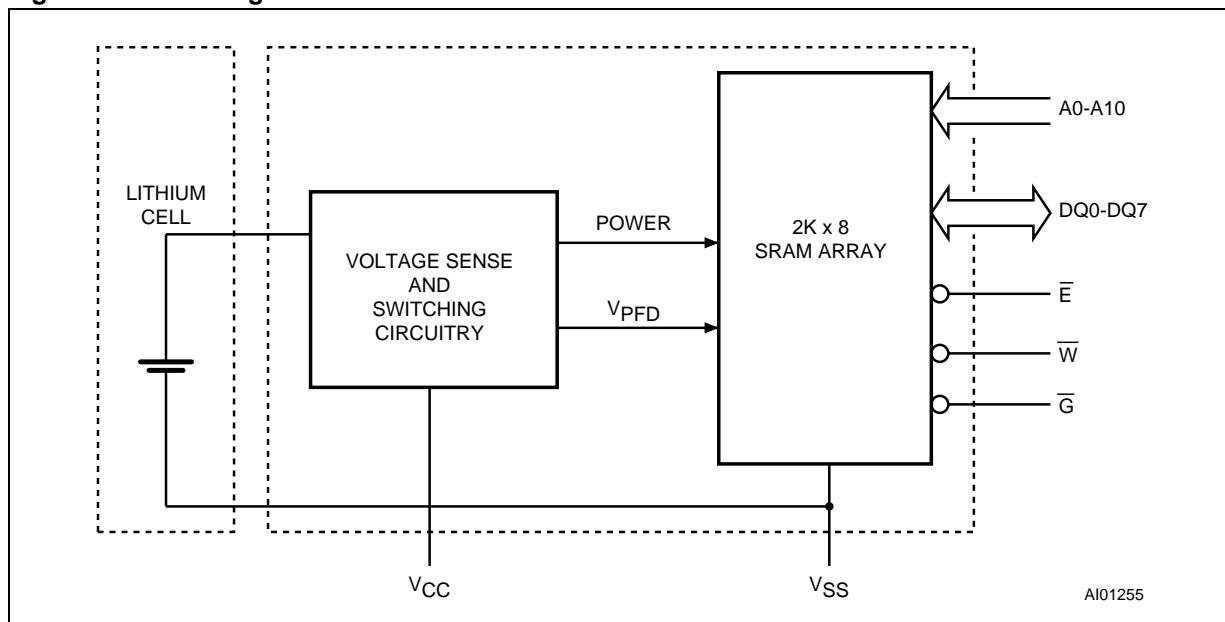 A0-A10
LITHIUM
CELL
POWER
2K x 8
SRAM ARRAY
DQ0-DQ7
VOLTAGE SENSE
AND
SWITCHING
CIRCUITRY
VPFD
E̅
W̅
G̅
VCC
VSS
AI01255